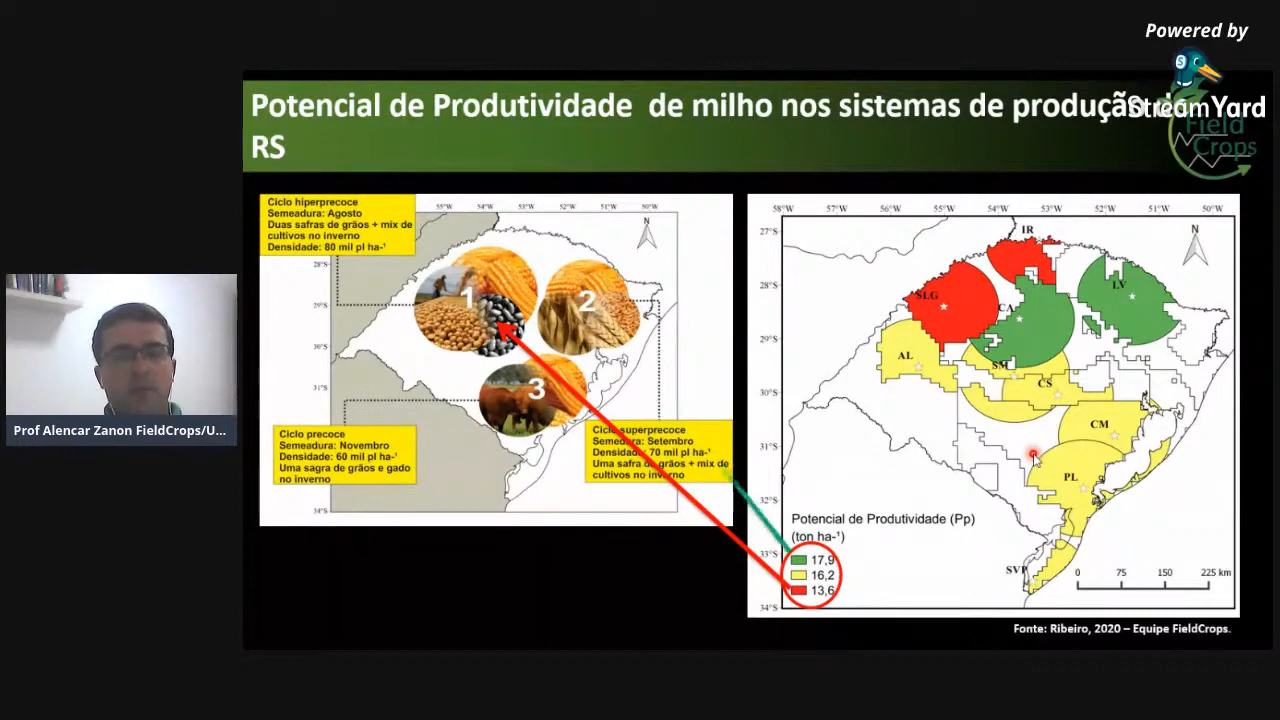 Powered by
StreamYard
Field
Crops
Potencial de Produtividade de milho nos sistemas de produção
RS
Ciclo hiperprecoce
Semeadura: Agosto
Duas safras de grãos + mix de
cultivos no inverno
Densidade: 80 mil pl ha-¹
55°W 54°W 53°W 52°W 51°W 50°W
N
28°S
29°S
30°S
31°S
34°S
1
2
3
Ciclo precoce
Semeadura: Novembro
Densidade: 60 mil pl ha-¹
Uma sagra de grãos e gado
no inverno
Ciclo superprecoce
Semedura: Setembro
Densidade: 70 mil pl ha-¹
Uma safra de grãos + mix de
cultivos no inverno
58°W 57°W 56°W 55°W 54°W 53°W 52°W 51°W 50°W
27°S
28°S
29°S
30°S
31°S
32°S
33°S
34°S
N
IR
SLG
CA
LV
AL
SM
CS
CM
PL
SVP
Potencial de Produtividade (Pp)
(ton ha-¹)
17,9
16,2
13,6
0 75 150 225 km
Fonte: Ribeiro, 2020 – Equipe FieldCrops.
Prof Alencar Zanon FieldCrops/U...